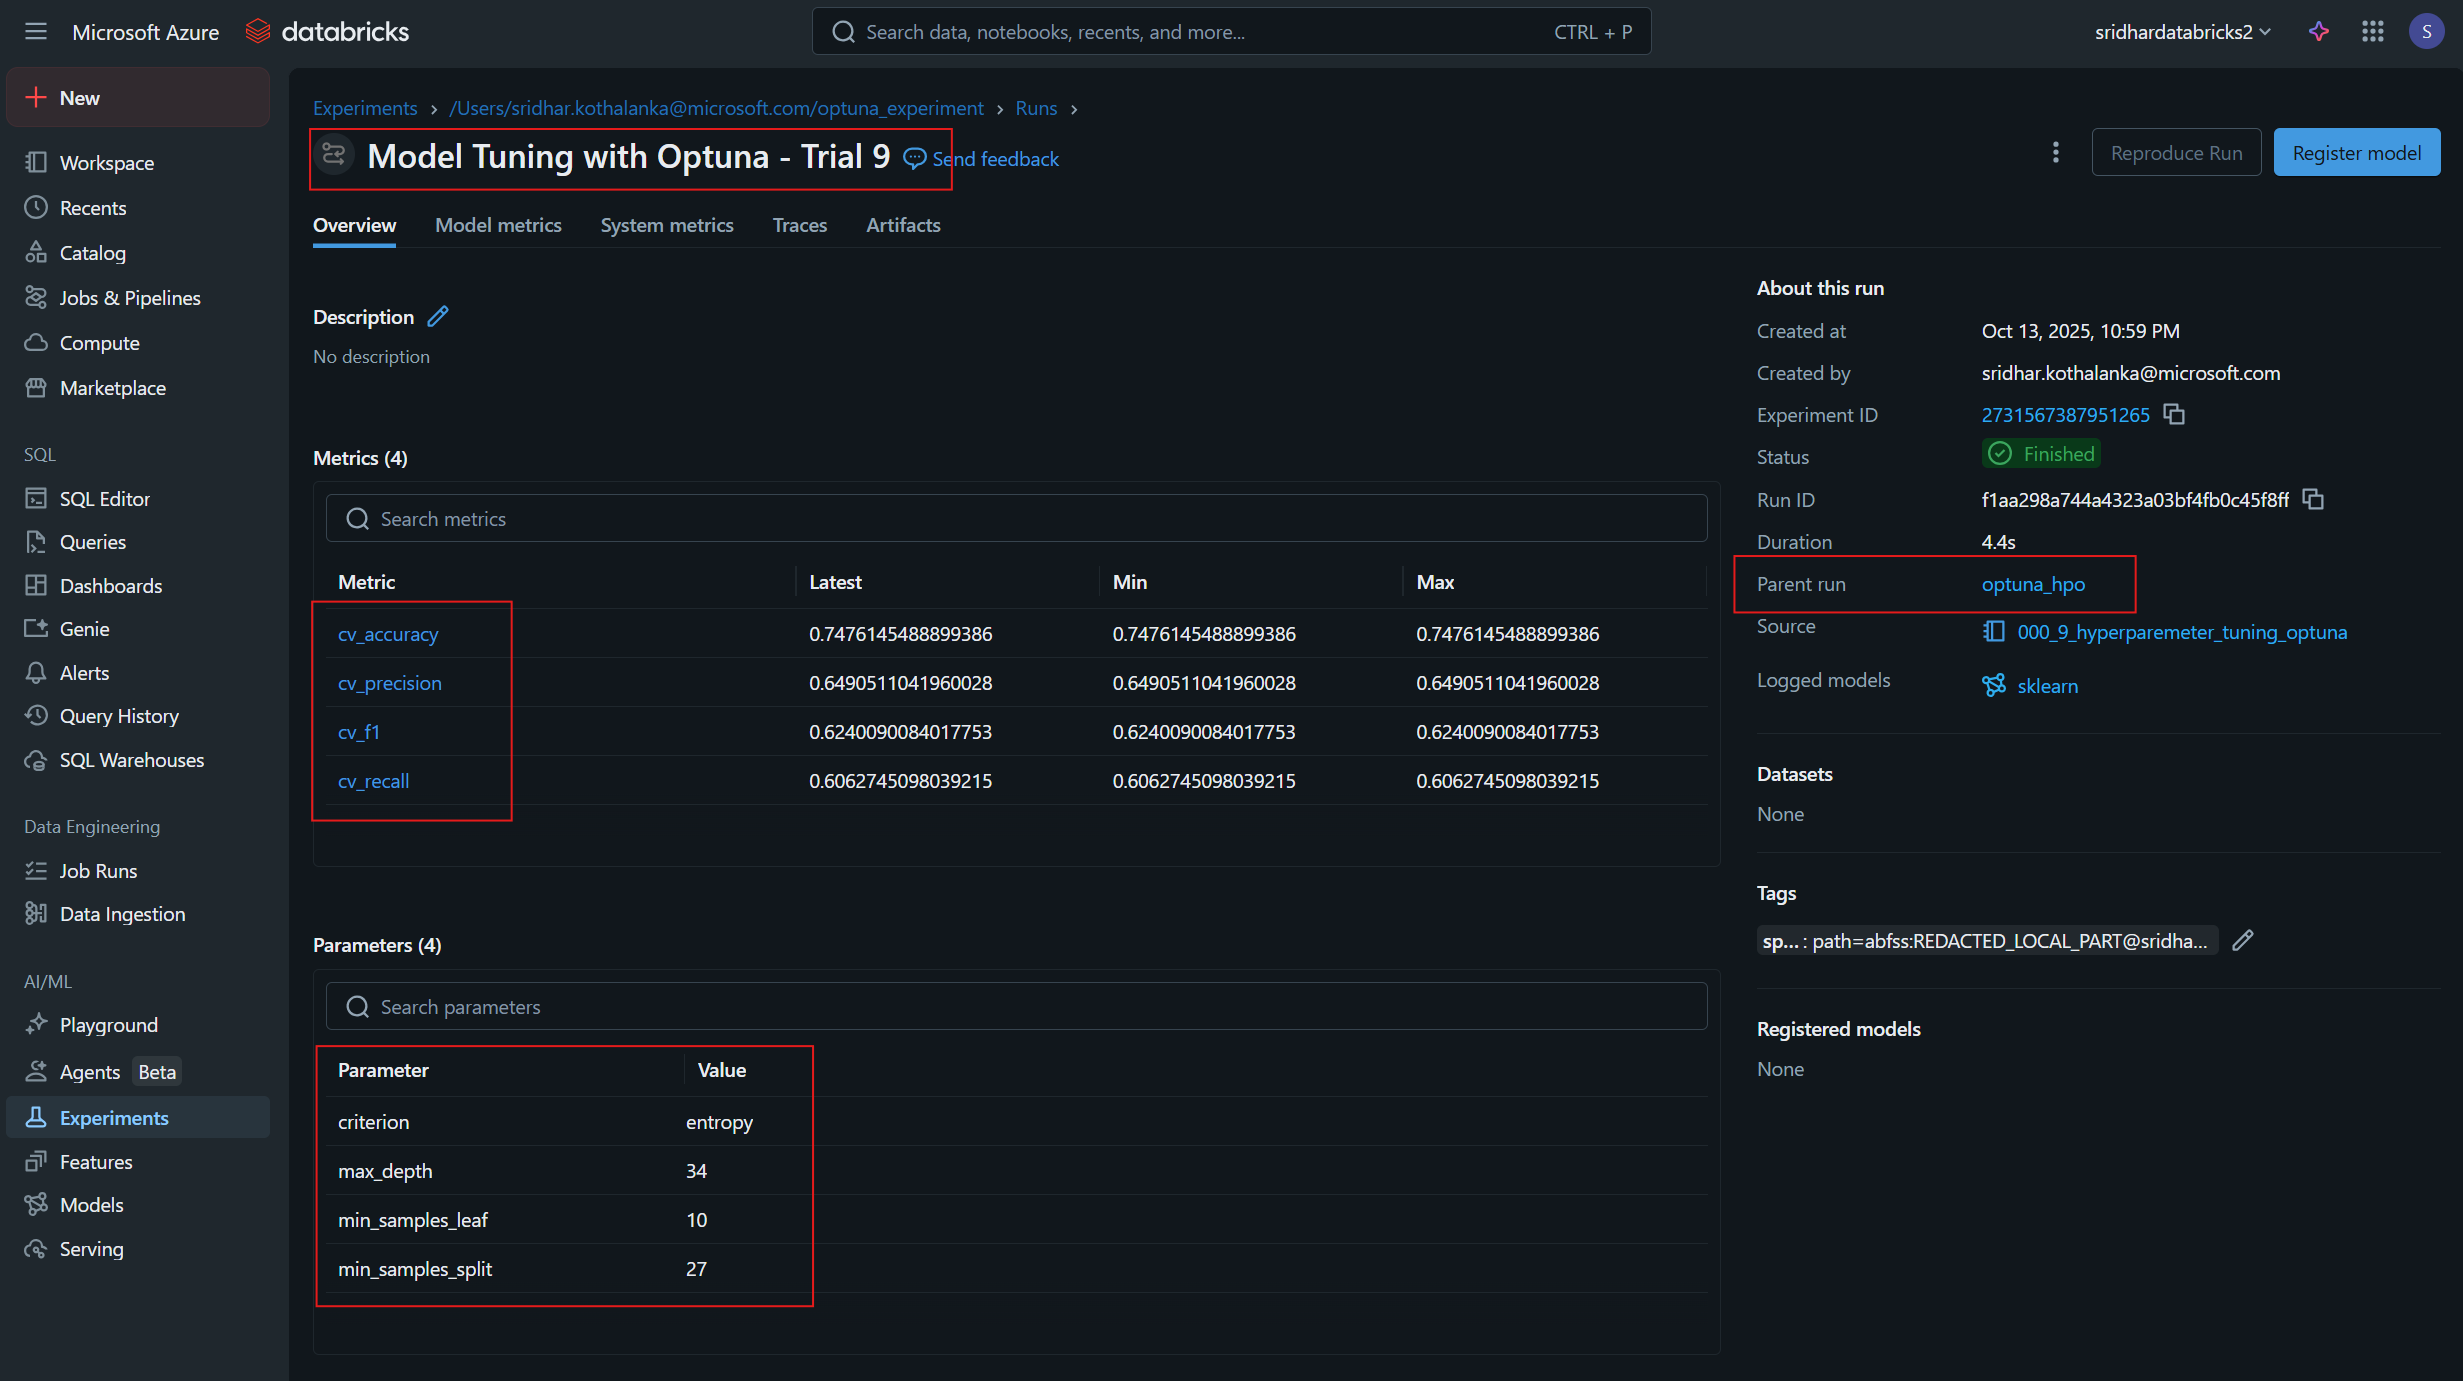 Microsoft Azure databricks
Search data, notebooks, recents, and more... CTRL + P
sridhardatabricks2
S
New
Workspace
Recents
Catalog
Jobs & Pipelines
Compute
Marketplace
SQL
SQL Editor
Queries
Dashboards
Genie
Alerts
Query History
SQL Warehouses
Data Engineering
Job Runs
Data Ingestion
AI/ML
Playground
Agents Beta
Experiments
Features
Models
Serving
Experiments > /Users/sridhar.kothalanka@microsoft.com/optuna_experiment > Runs >
Model Tuning with Optuna - Trial 9 Send feedback
Reproduce Run Register model
Overview Model metrics System metrics Traces Artifacts
Description
No description
Metrics (4)
Search metrics
Metric Latest Min Max
cv_accuracy 0.7476145488899386 0.7476145488899386 0.7476145488899386
cv_precision 0.6490511041960028 0.6490511041960028 0.6490511041960028
cv_f1 0.6240090084017753 0.6240090084017753 0.6240090084017753
cv_recall 0.6062745098039215 0.6062745098039215 0.6062745098039215
Parameters (4)
Search parameters
Parameter Value
criterion entropy
max_depth 34
min_samples_leaf 10
min_samples_split 27
About this run
Created at Oct 13, 2025, 10:59 PM
Created by sridhar.kothalanka@microsoft.com
Experiment ID 2731567387951265
Status Finished
Run ID f1aa298a744a4323a03bf4fb0c45f8ff
Duration 4.4s
Parent run optuna_hpo
Source 000_9_hyperparemeter_tuning_optuna
Logged models sklearn
Datasets
None
Tags
sp... : path=abfss:REDACTED_LOCAL_PART@sridha...
Registered models
None